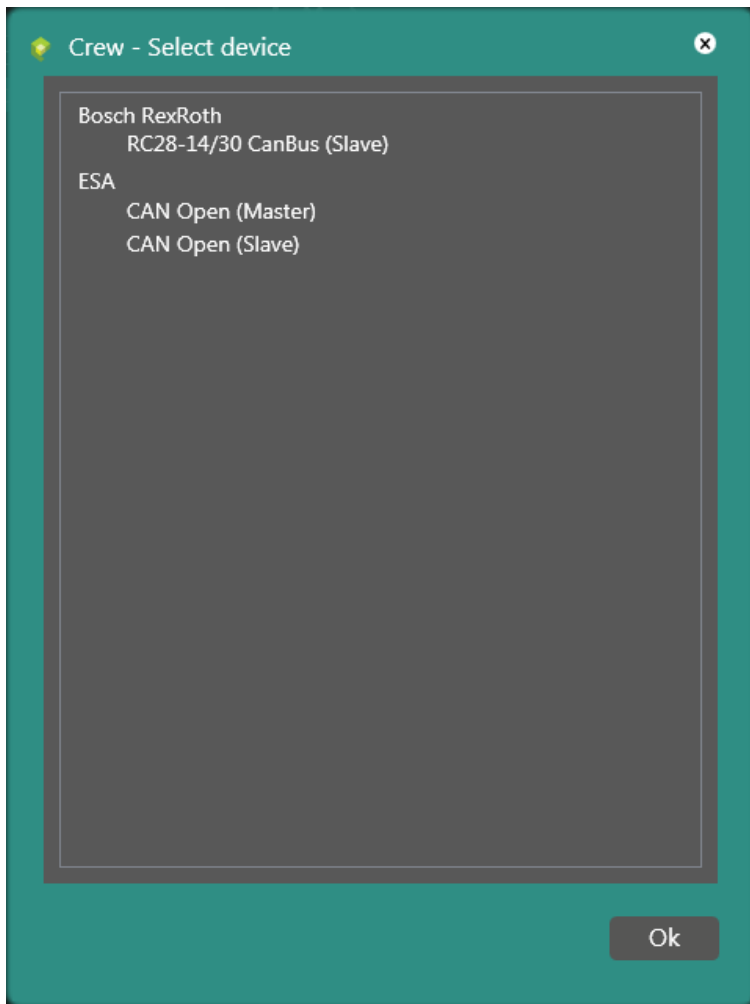 Crew - Select device
Bosch RexRoth
RC28-14/30 CanBus (Slave)
ESA
CAN Open (Master)
CAN Open (Slave)
Ok